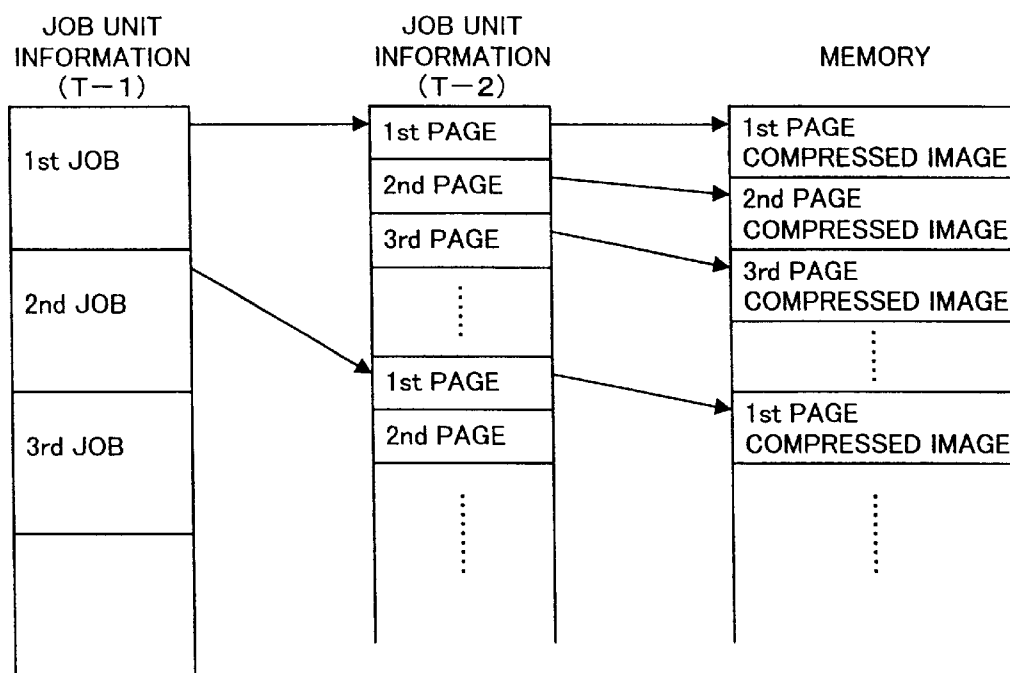 JOB UNIT
INFORMATION
(T-1)
1st JOB
2nd JOB
3rd JOB
JOB UNIT
INFORMATION
(T-2)
1st PAGE
2nd PAGE
3rd PAGE
1st PAGE
2nd PAGE
MEMORY
1st PAGE
COMPRESSED IMAGE
2nd PAGE
COMPRESSED IMAGE
3rd PAGE
COMPRESSED IMAGE
1st PAGE
COMPRESSED IMAGE